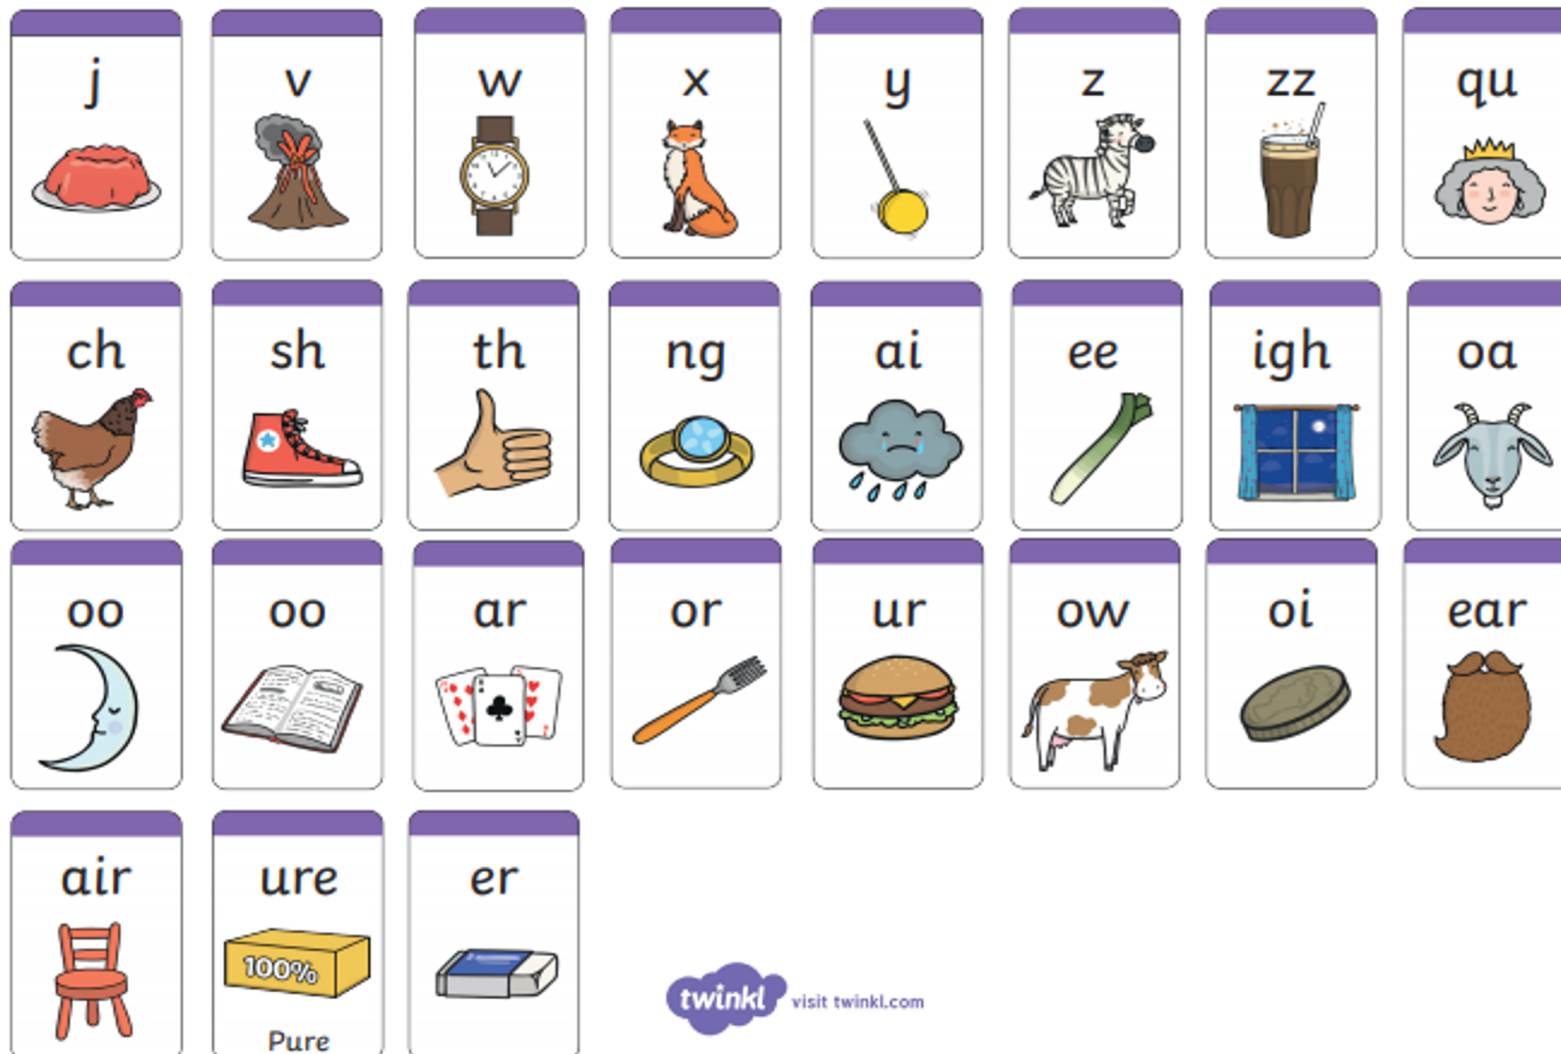 j v w x y z zz qu
ch sh th ng ai ee igh oa
oo oo ar or ur ow oi ear
air ure er
100%
twinkl visit twinkl.com
Pure